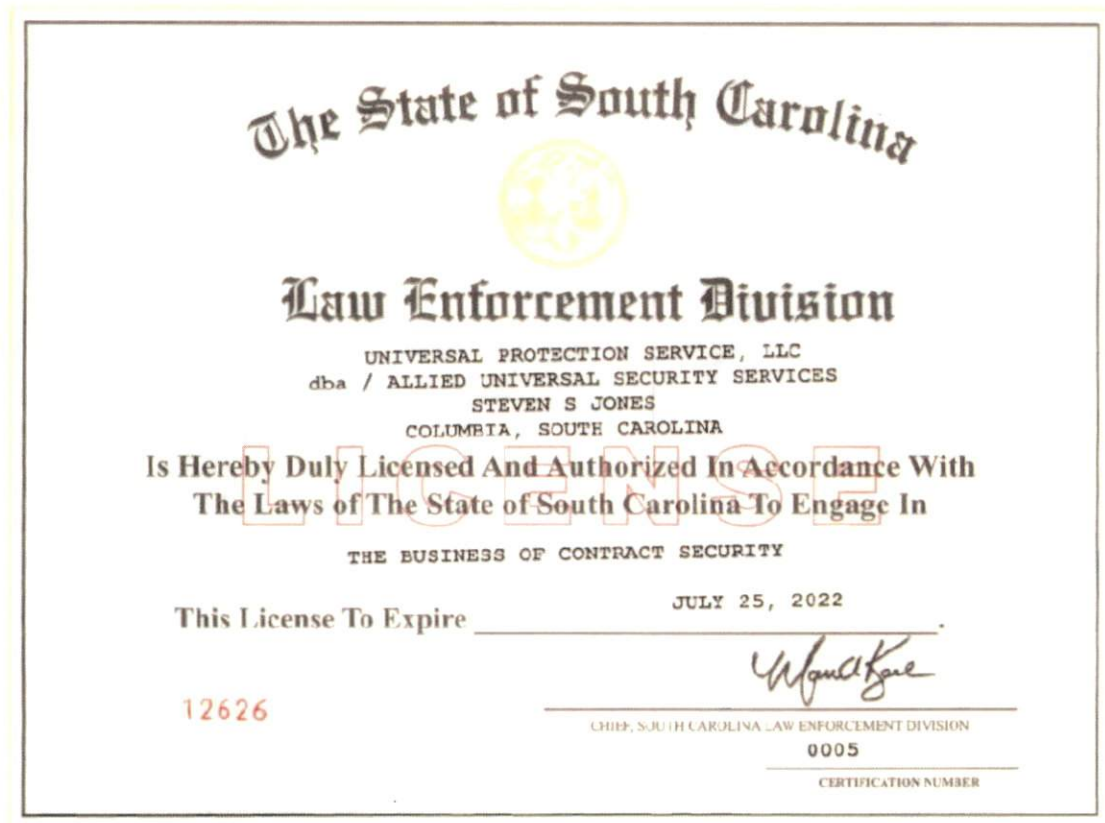 The State of South Carolina
Law Enforcement Division
UNIVERSAL PROTECTION SERVICE, LLC
dba / ALLIED UNIVERSAL SECURITY SERVICES
STEVEN S JONES
COLUMBIA, SOUTH CAROLINA
LICENSE
Is Hereby Duly Licensed And Authorized In Accordance With
The Laws of The State of South Carolina To Engage In
THE BUSINESS OF CONTRACT SECURITY
This License To Expire JULY 25, 2022.
12626
CHIEF, SOUTH CAROLINA LAW ENFORCEMENT DIVISION
0005
CERTIFICATION NUMBER